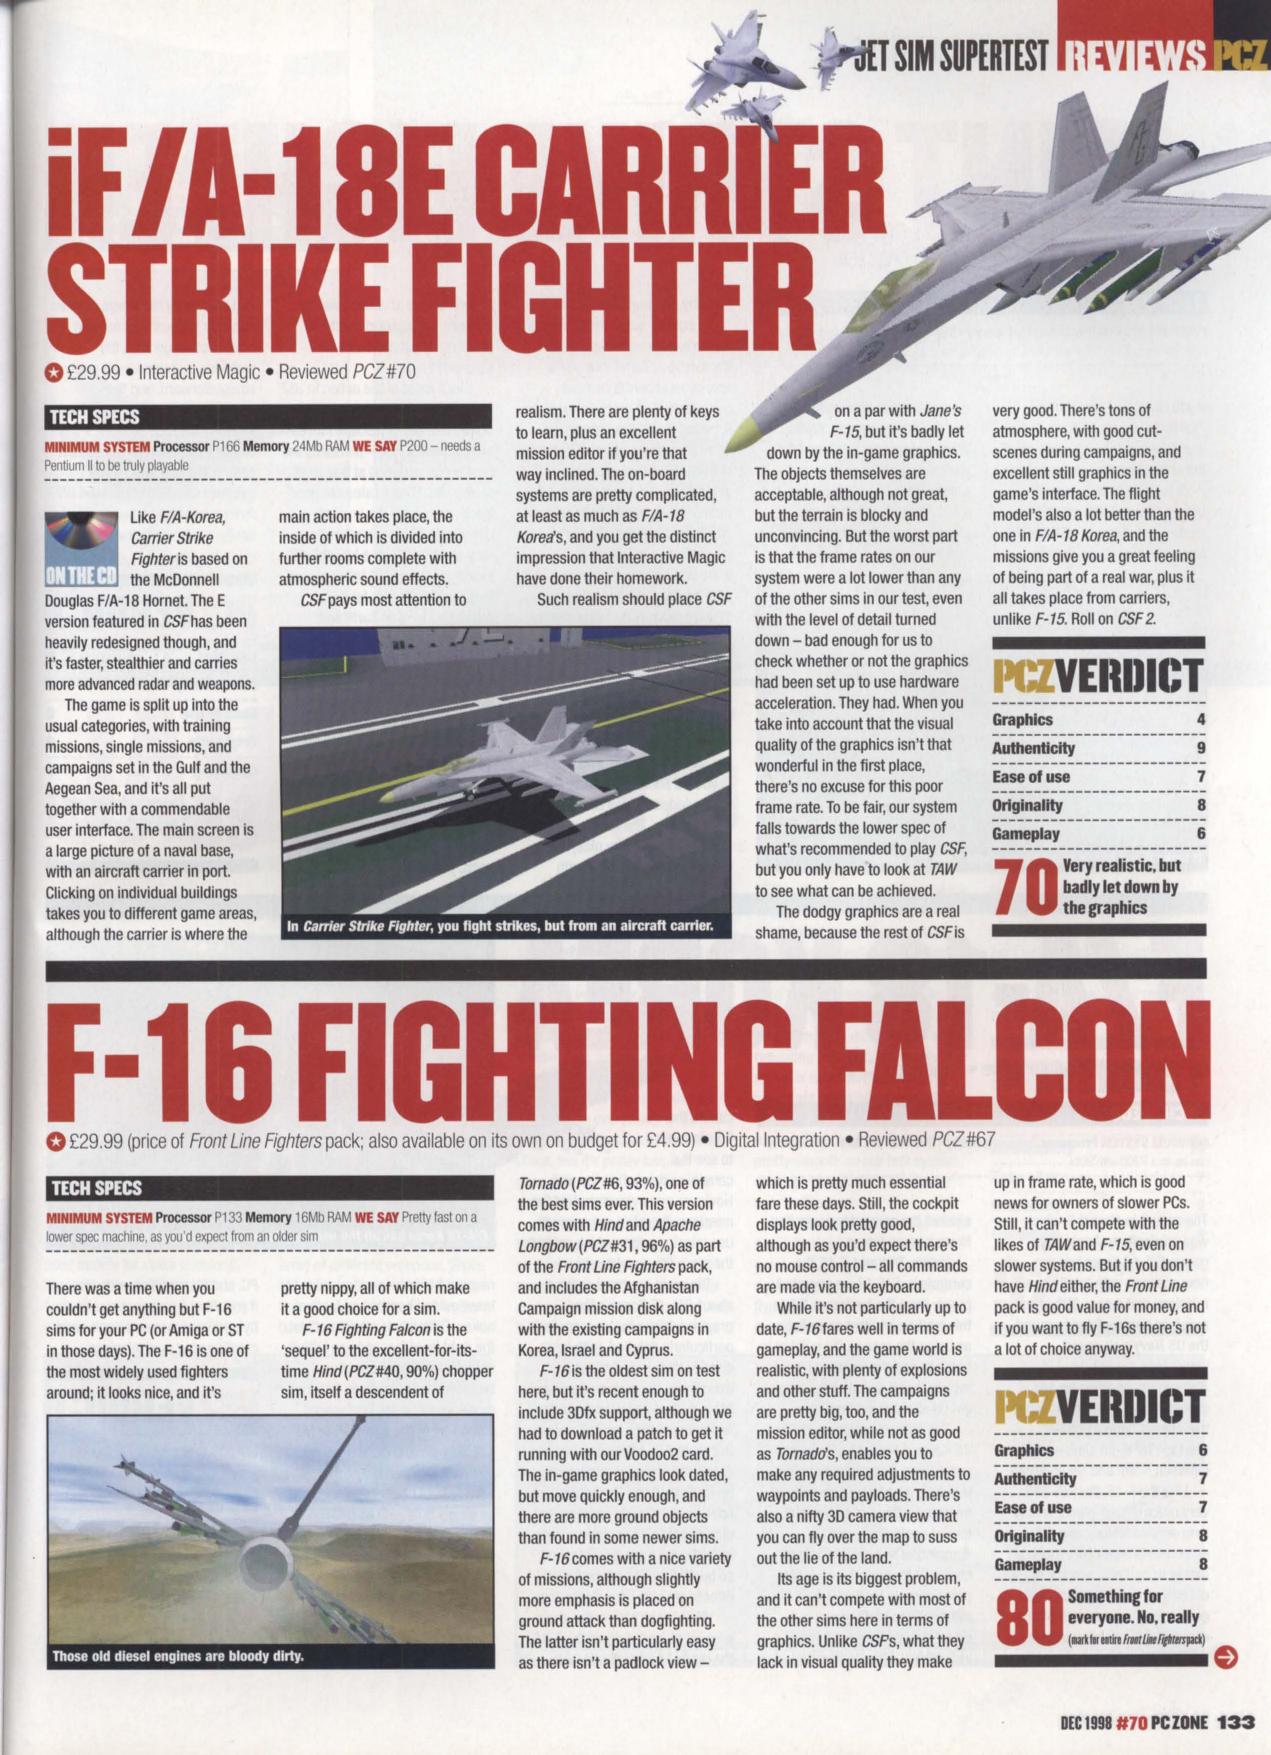 JET SIM SUPERTEST REVIEWS PCZ
iF/A-18E CARRIER
STRIKE FIGHTER
£29.99 • Interactive Magic • Reviewed PCZ #70
TECH SPECS
MINIMUM SYSTEM Processor P166 Memory 24Mb RAM WE SAY P200 – needs a
Pentium II to be truly playable
ON THE CD
Like F/A-Korea,
Carrier Strike
Fighter is based on
the McDonnell
Douglas F/A-18 Hornet. The E
version featured in CSF has been
heavily redesigned though, and
it's faster, stealthier and carries
more advanced radar and weapons.
The game is split up into the
usual categories, with training
missions, single missions, and
campaigns set in the Gulf and the
Aegean Sea, and it's all put
together with a commendable
user interface. The main screen is
a large picture of a naval base,
with an aircraft carrier in port.
Clicking on individual buildings
takes you to different game areas,
although the carrier is where the
main action takes place, the
inside of which is divided into
further rooms complete with
atmospheric sound effects.
CSF pays most attention to
In Carrier Strike Fighter, you fight strikes, but from an aircraft carrier.
realism. There are plenty of keys
to learn, plus an excellent
mission editor if you're that
way inclined. The on-board
systems are pretty complicated,
at least as much as F/A-18
Korea's, and you get the distinct
impression that Interactive Magic
have done their homework.
Such realism should place CSF
on a par with Jane's
F-15, but it's badly let
down by the in-game graphics.
The objects themselves are
acceptable, although not great,
but the terrain is blocky and
unconvincing. But the worst part
is that the frame rates on our
system were a lot lower than any
of the other sims in our test, even
with the level of detail turned
down – bad enough for us to
check whether or not the graphics
had been set up to use hardware
acceleration. They had. When you
take into account that the visual
quality of the graphics isn't that
wonderful in the first place,
there's no excuse for this poor
frame rate. To be fair, our system
falls towards the lower spec of
what's recommended to play CSF,
but you only have to look at TAW
to see what can be achieved.
The dodgy graphics are a real
shame, because the rest of CSF is
very good. There's tons of
atmosphere, with good cut-
scenes during campaigns, and
excellent still graphics in the
game's interface. The flight
model's also a lot better than the
one in F/A-18 Korea, and the
missions give you a great feeling
of being part of a real war, plus it
all takes place from carriers,
unlike F-15. Roll on CSF 2.
PCZVERDICT
Graphics 4
Authenticity 9
Ease of use 7
Originality 8
Gameplay 6
70 Very realistic, but
badly let down by
the graphics
F-16 FIGHTING FALCON
£29.99 (price of Front Line Fighters pack; also available on its own on budget for £4.99) • Digital Integration • Reviewed PCZ #67
TECH SPECS
MINIMUM SYSTEM Processor P133 Memory 16Mb RAM WE SAY Pretty fast on a
lower spec machine, as you'd expect from an older sim
There was a time when you
couldn't get anything but F-16
sims for your PC (or Amiga or ST
in those days). The F-16 is one of
the most widely used fighters
around; it looks nice, and it's
pretty nippy, all of which make
it a good choice for a sim.
F-16 Fighting Falcon is the
'sequel' to the excellent-for-its-
time Hind (PCZ #40, 90%) chopper
sim, itself a descendent of
Those old diesel engines are bloody dirty.
Tornado (PCZ #6, 93%), one of
the best sims ever. This version
comes with Hind and Apache
Longbow (PCZ #31, 96%) as part
of the Front Line Fighters pack,
and includes the Afghanistan
Campaign mission disk along
with the existing campaigns in
Korea, Israel and Cyprus.
F-16 is the oldest sim on test
here, but it's recent enough to
include 3Dfx support, although we
had to download a patch to get it
running with our Voodoo2 card.
The in-game graphics look dated,
but move quickly enough, and
there are more ground objects
than found in some newer sims.
F-16 comes with a nice variety
of missions, although slightly
more emphasis is placed on
ground attack than dogfighting.
The latter isn't particularly easy
as there isn't a padlock view –
which is pretty much essential
fare these days. Still, the cockpit
displays look pretty good,
although as you'd expect there's
no mouse control – all commands
are made via the keyboard.
While it's not particularly up to
date, F-16 fares well in terms of
gameplay, and the game world is
realistic, with plenty of explosions
and other stuff. The campaigns
are pretty big, too, and the
mission editor, while not as good
as Tornado's, enables you to
make any required adjustments to
waypoints and payloads. There's
also a nifty 3D camera view that
you can fly over the map to suss
out the lie of the land.
Its age is its biggest problem,
and it can't compete with most of
the other sims here in terms of
graphics. Unlike CSF's, what they
lack in visual quality they make
up in frame rate, which is good
news for owners of slower PCs.
Still, it can't compete with the
likes of TAW and F-15, even on
slower systems. But if you don't
have Hind either, the Front Line
pack is good value for money, and
if you want to fly F-16s there's not
a lot of choice anyway.
PCZVERDICT
Graphics 6
Authenticity 7
Ease of use 7
Originality 8
Gameplay 8
80 Something for
everyone. No, really
(mark for entire Front Line Fighters pack)
DEC 1998 #70 PC ZONE 133